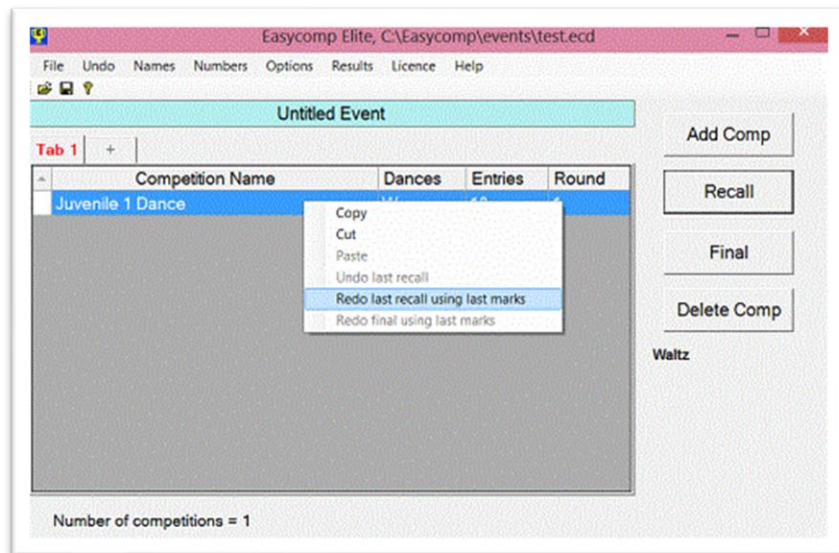 Easycomp Elite, C:\Easycomp\events\test.ecd
File Undo Names Numbers Options Results Licence Help
Untitled Event
Tab 1 +
Competition Name Dances Entries Round
Juvenile 1 Dance
Copy
Cut
Paste
Undo last recall
Redo last recall using last marks
Redo final using last marks
Add Comp
Recall
Final
Delete Comp
Waltz
Number of competitions = 1